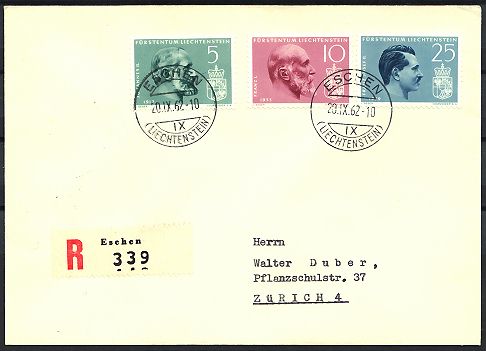 FÜRSTENTUM LIECHTENSTEIN
5
FÜRSTENTUM LIECHTENSTEIN
10
FÜRSTENTUM LIECHTENSTEIN
25
ESCHEN
20.IX.62-10
IX
(LIECHTENSTEIN)
ESCHEN
20.IX.62-10
IX
(LIECHTENSTEIN)
R
Eschen
339
Herrn
Walter Duber,
Pflanzschulstr. 37
ZÜRICH 4